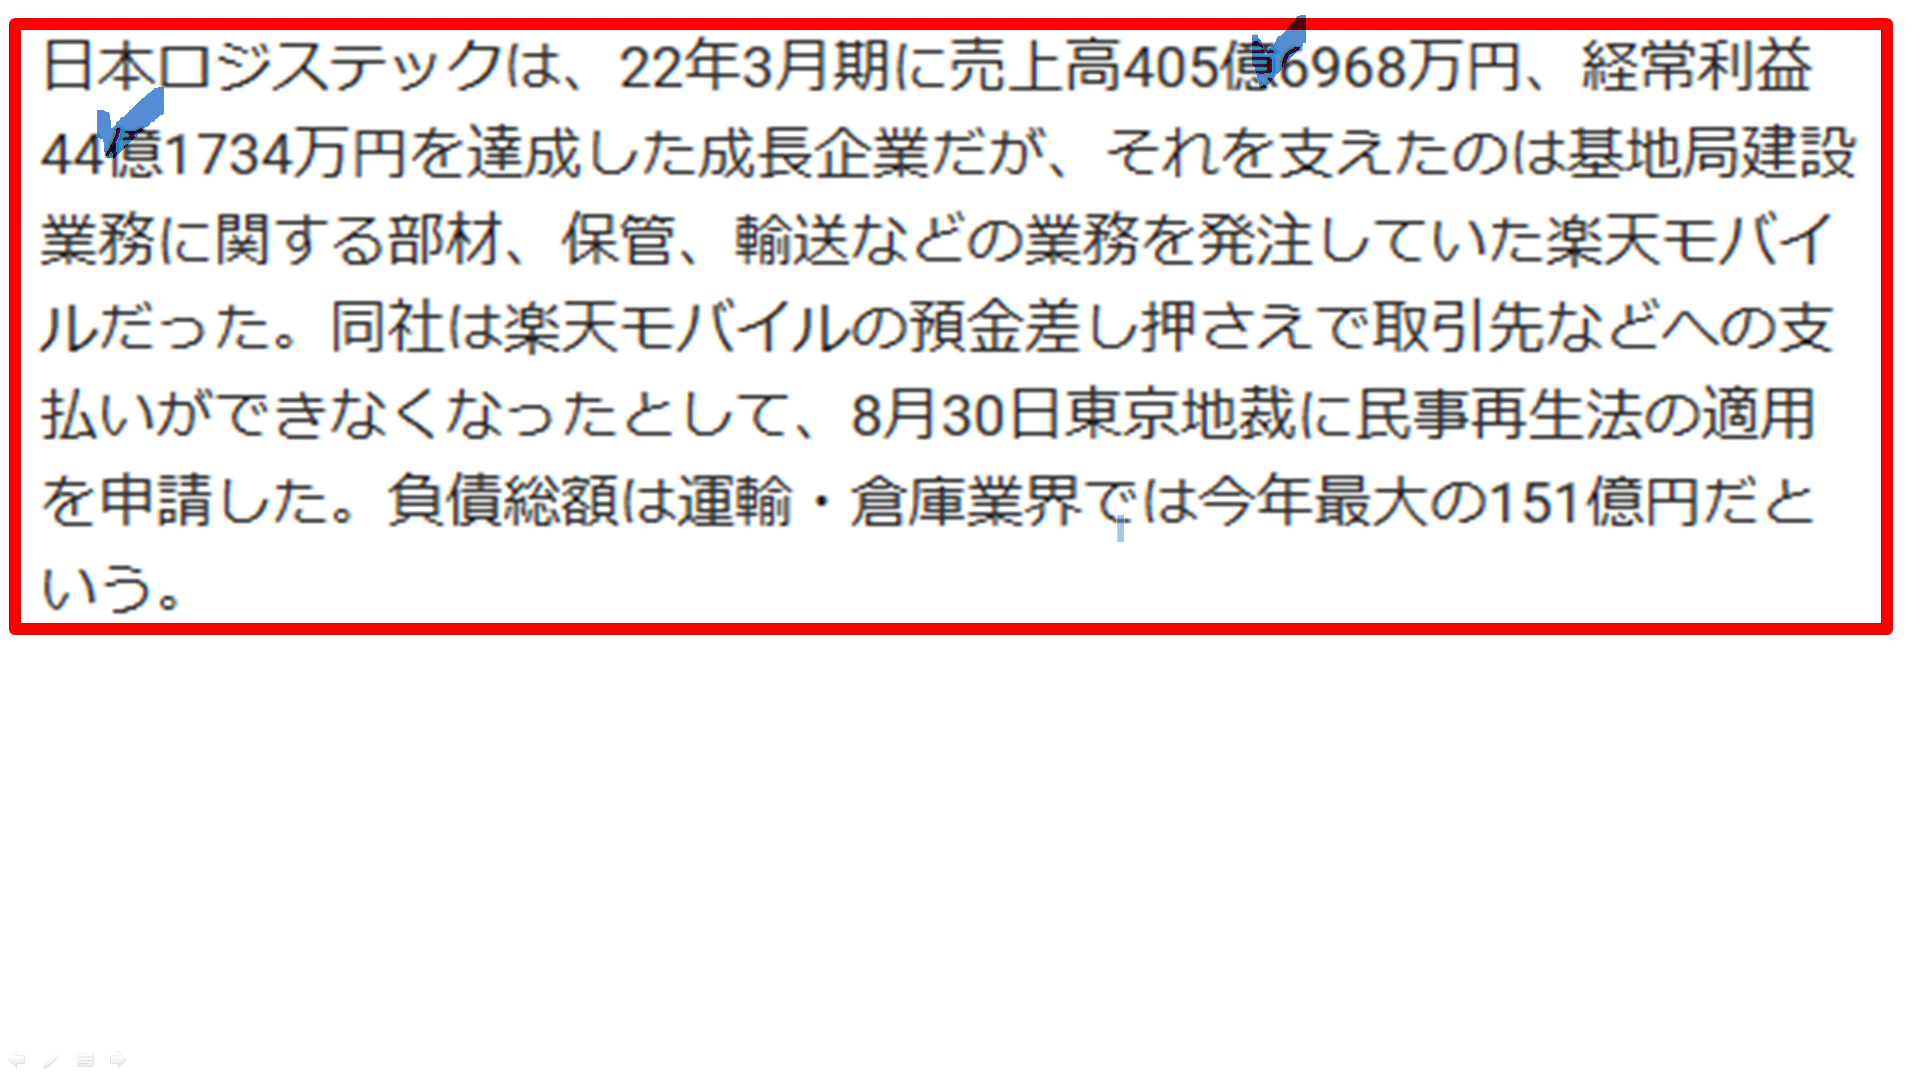 日本ロジステックは、22年3月期に売上高405億6968万円、経常利益
44億1734万円を達成した成長企業だが、それを支えたのは基地局建設
業務に関する部材、保管、輸送などの業務を発注していた楽天モバイ
ルだった。同社は楽天モバイルの預金差し押さえで取引先などへの支
払いができなくなったとして、8月30日東京地裁に民事再生法の適用
を申請した。負債総額は運輸・倉庫業界では今年最大の151億円だと
いう。